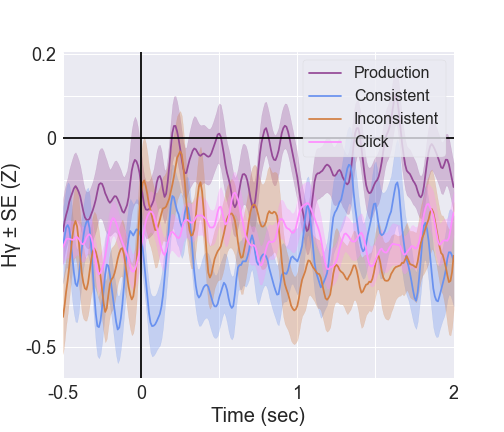 0.2
0
-0.5
Hγ ± SE (Z)
Production
Consistent
Inconsistent
Click
-0.5
0
1
2
Time (sec)